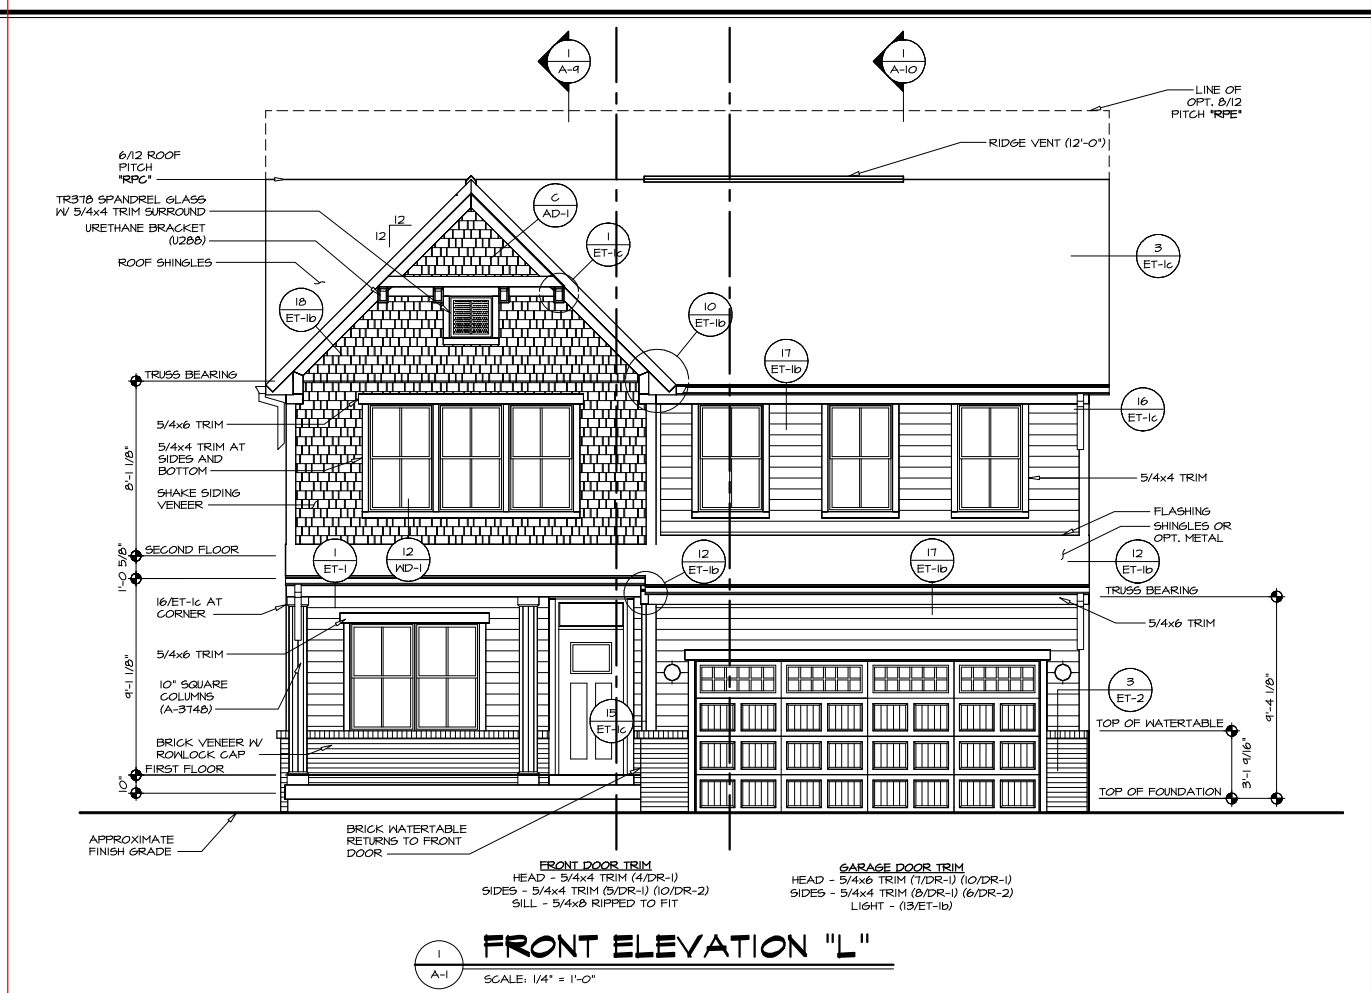 1
A-9
1
A-10
LINE OF
OPT. 8/12
PITCH "RPE"
RIDGE VENT (12'-0")
6/12 ROOF
PITCH
"RPC"
TR378 SPANDREL GLASS
W/ 5/4x4 TRIM SURROUND
URETHANE BRACKET
(U288)
ROOF SHINGLES
12
12
C
AD-1
1
ET-1c
3
ET-1c
18
ET-1b
10
ET-1b
17
ET-1b
TRUSS BEARING
16
ET-1c
5/4x6 TRIM
5/4x4 TRIM AT
SIDES AND
BOTTOM
8'-1 1/8"
SHAKE SIDING
VENEER
5/4x4 TRIM
FLASHING
SHINGLES OR
OPT. METAL
SECOND FLOOR
1'-0 5/8"
1
ET-1
12
WD-1
12
ET-1b
17
ET-1b
12
ET-1b
TRUSS BEARING
16/ET-1c AT
CORNER
5/4x6 TRIM
5/4x6 TRIM
9'-1 1/8"
10" SQUARE
COLUMNS
(A-3748)
3
ET-2
15
ET-1c
TOP OF WATERTABLE
9'-4 1/8"
BRICK VENEER W/
ROWLOCK CAP
FIRST FLOOR
10"
3'-1 9/16"
TOP OF FOUNDATION
APPROXIMATE
FINISH GRADE
BRICK WATERTABLE
RETURNS TO FRONT
DOOR
FRONT DOOR TRIM
HEAD - 5/4x4 TRIM (4/DR-1)
SIDES - 5/4x4 TRIM (5/DR-1) (10/DR-2)
SILL - 5/4x8 RIPPED TO FIT
GARAGE DOOR TRIM
HEAD - 5/4x6 TRIM (7/DR-1) (10/DR-1)
SIDES - 5/4x4 TRIM (8/DR-1) (6/DR-2)
LIGHT - (13/ET-1b)
1
A-1
FRONT ELEVATION "L"
SCALE: 1/4" = 1'-0"